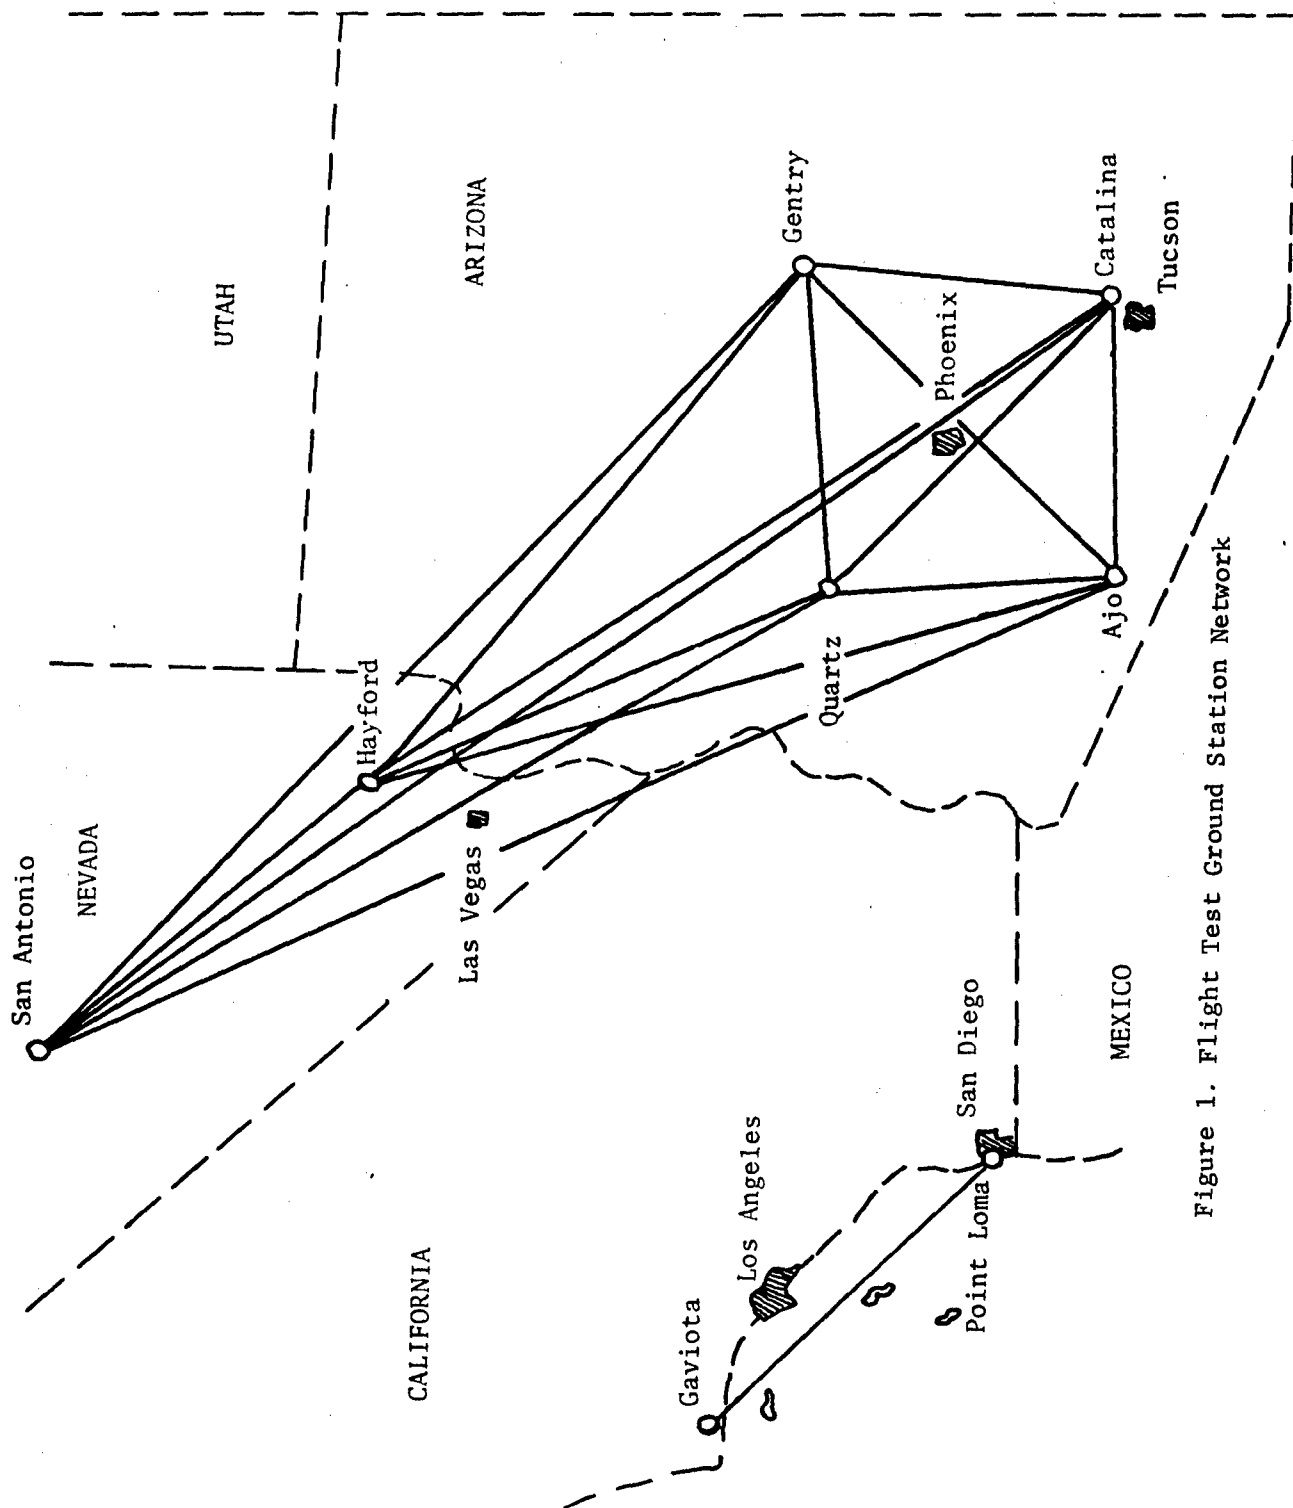 San Antonio
NEVADA
UTAH
Hayford
ARIZONA
Las Vegas
CALIFORNIA
Gentry
Quartz
Phoenix
Gaviota
Los Angeles
Catalina
Tucson
Ajo
San Diego
Point Loma
MEXICO
Figure 1. Flight Test Ground Station Network